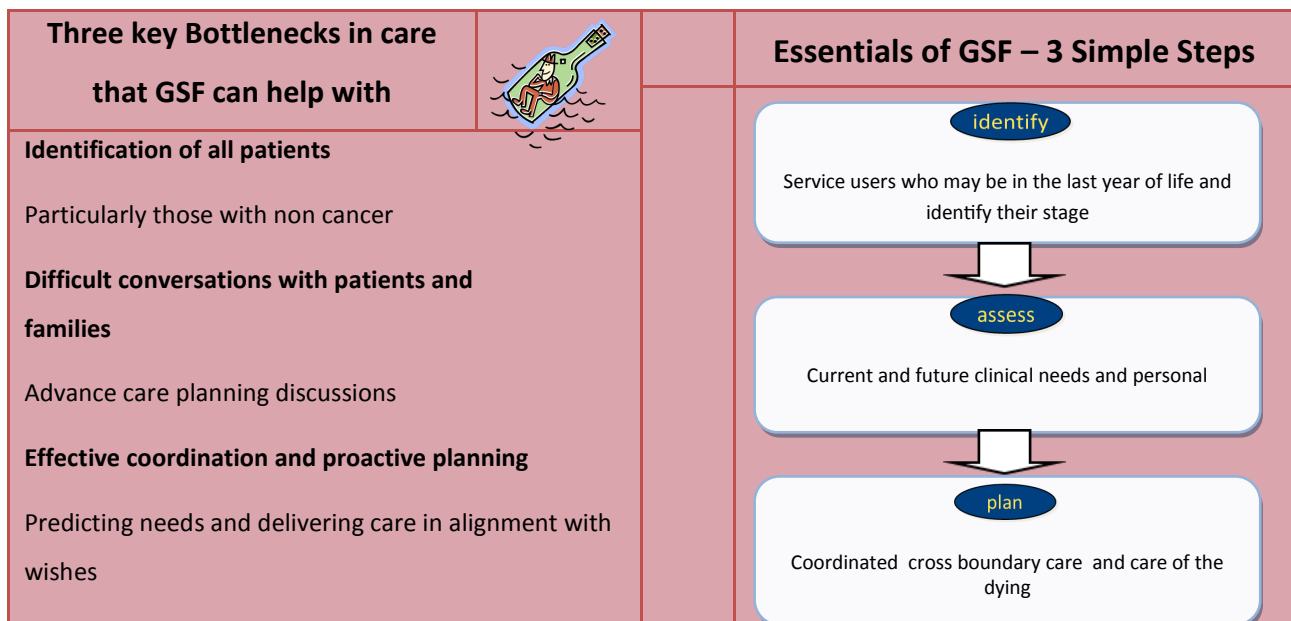 Three key Bottlenecks in care
that GSF can help with
Identification of all patients
Particularly those with non cancer
Difficult conversations with patients and
families
Advance care planning discussions
Effective coordination and proactive planning
Predicting needs and delivering care in alignment with
wishes
Essentials of GSF – 3 Simple Steps
identify
Service users who may be in the last year of life and
identify their stage
assess
Current and future clinical needs and personal
plan
Coordinated cross boundary care and care of the
dying